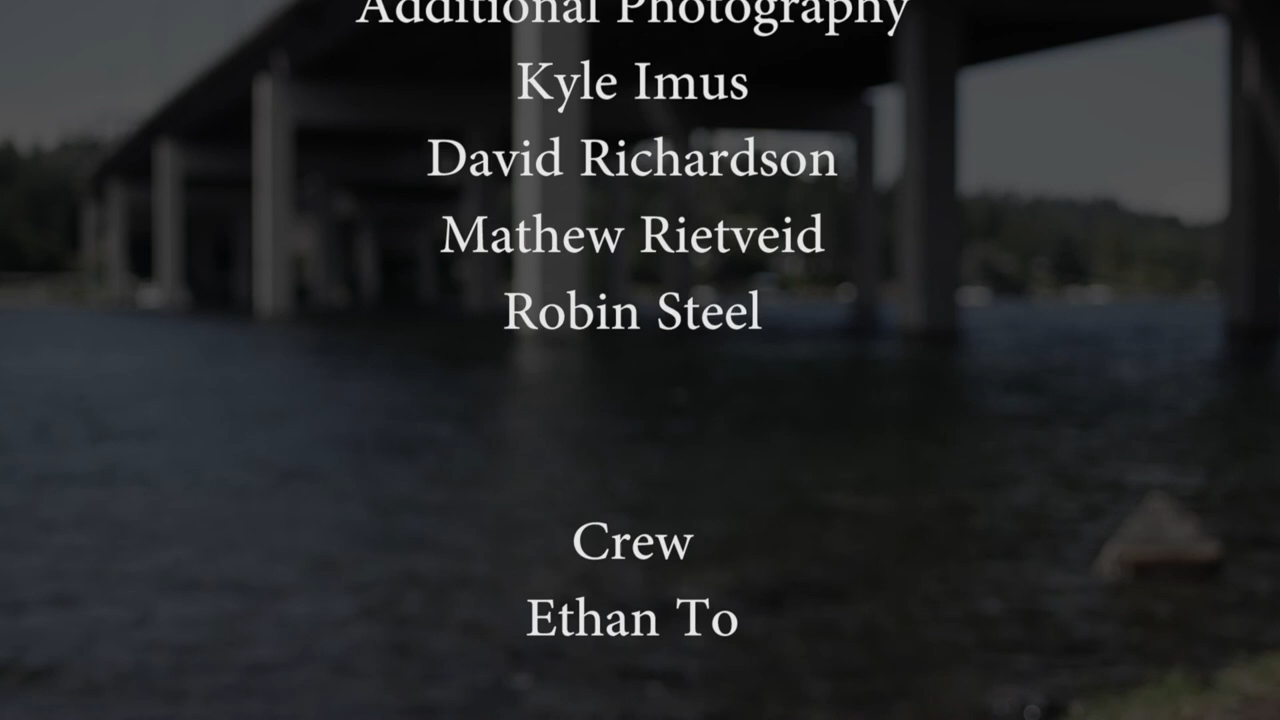 Additional Photography
Kyle Imus
David Richardson
Mathew Rietveid
Robin Steel
Crew
Ethan To